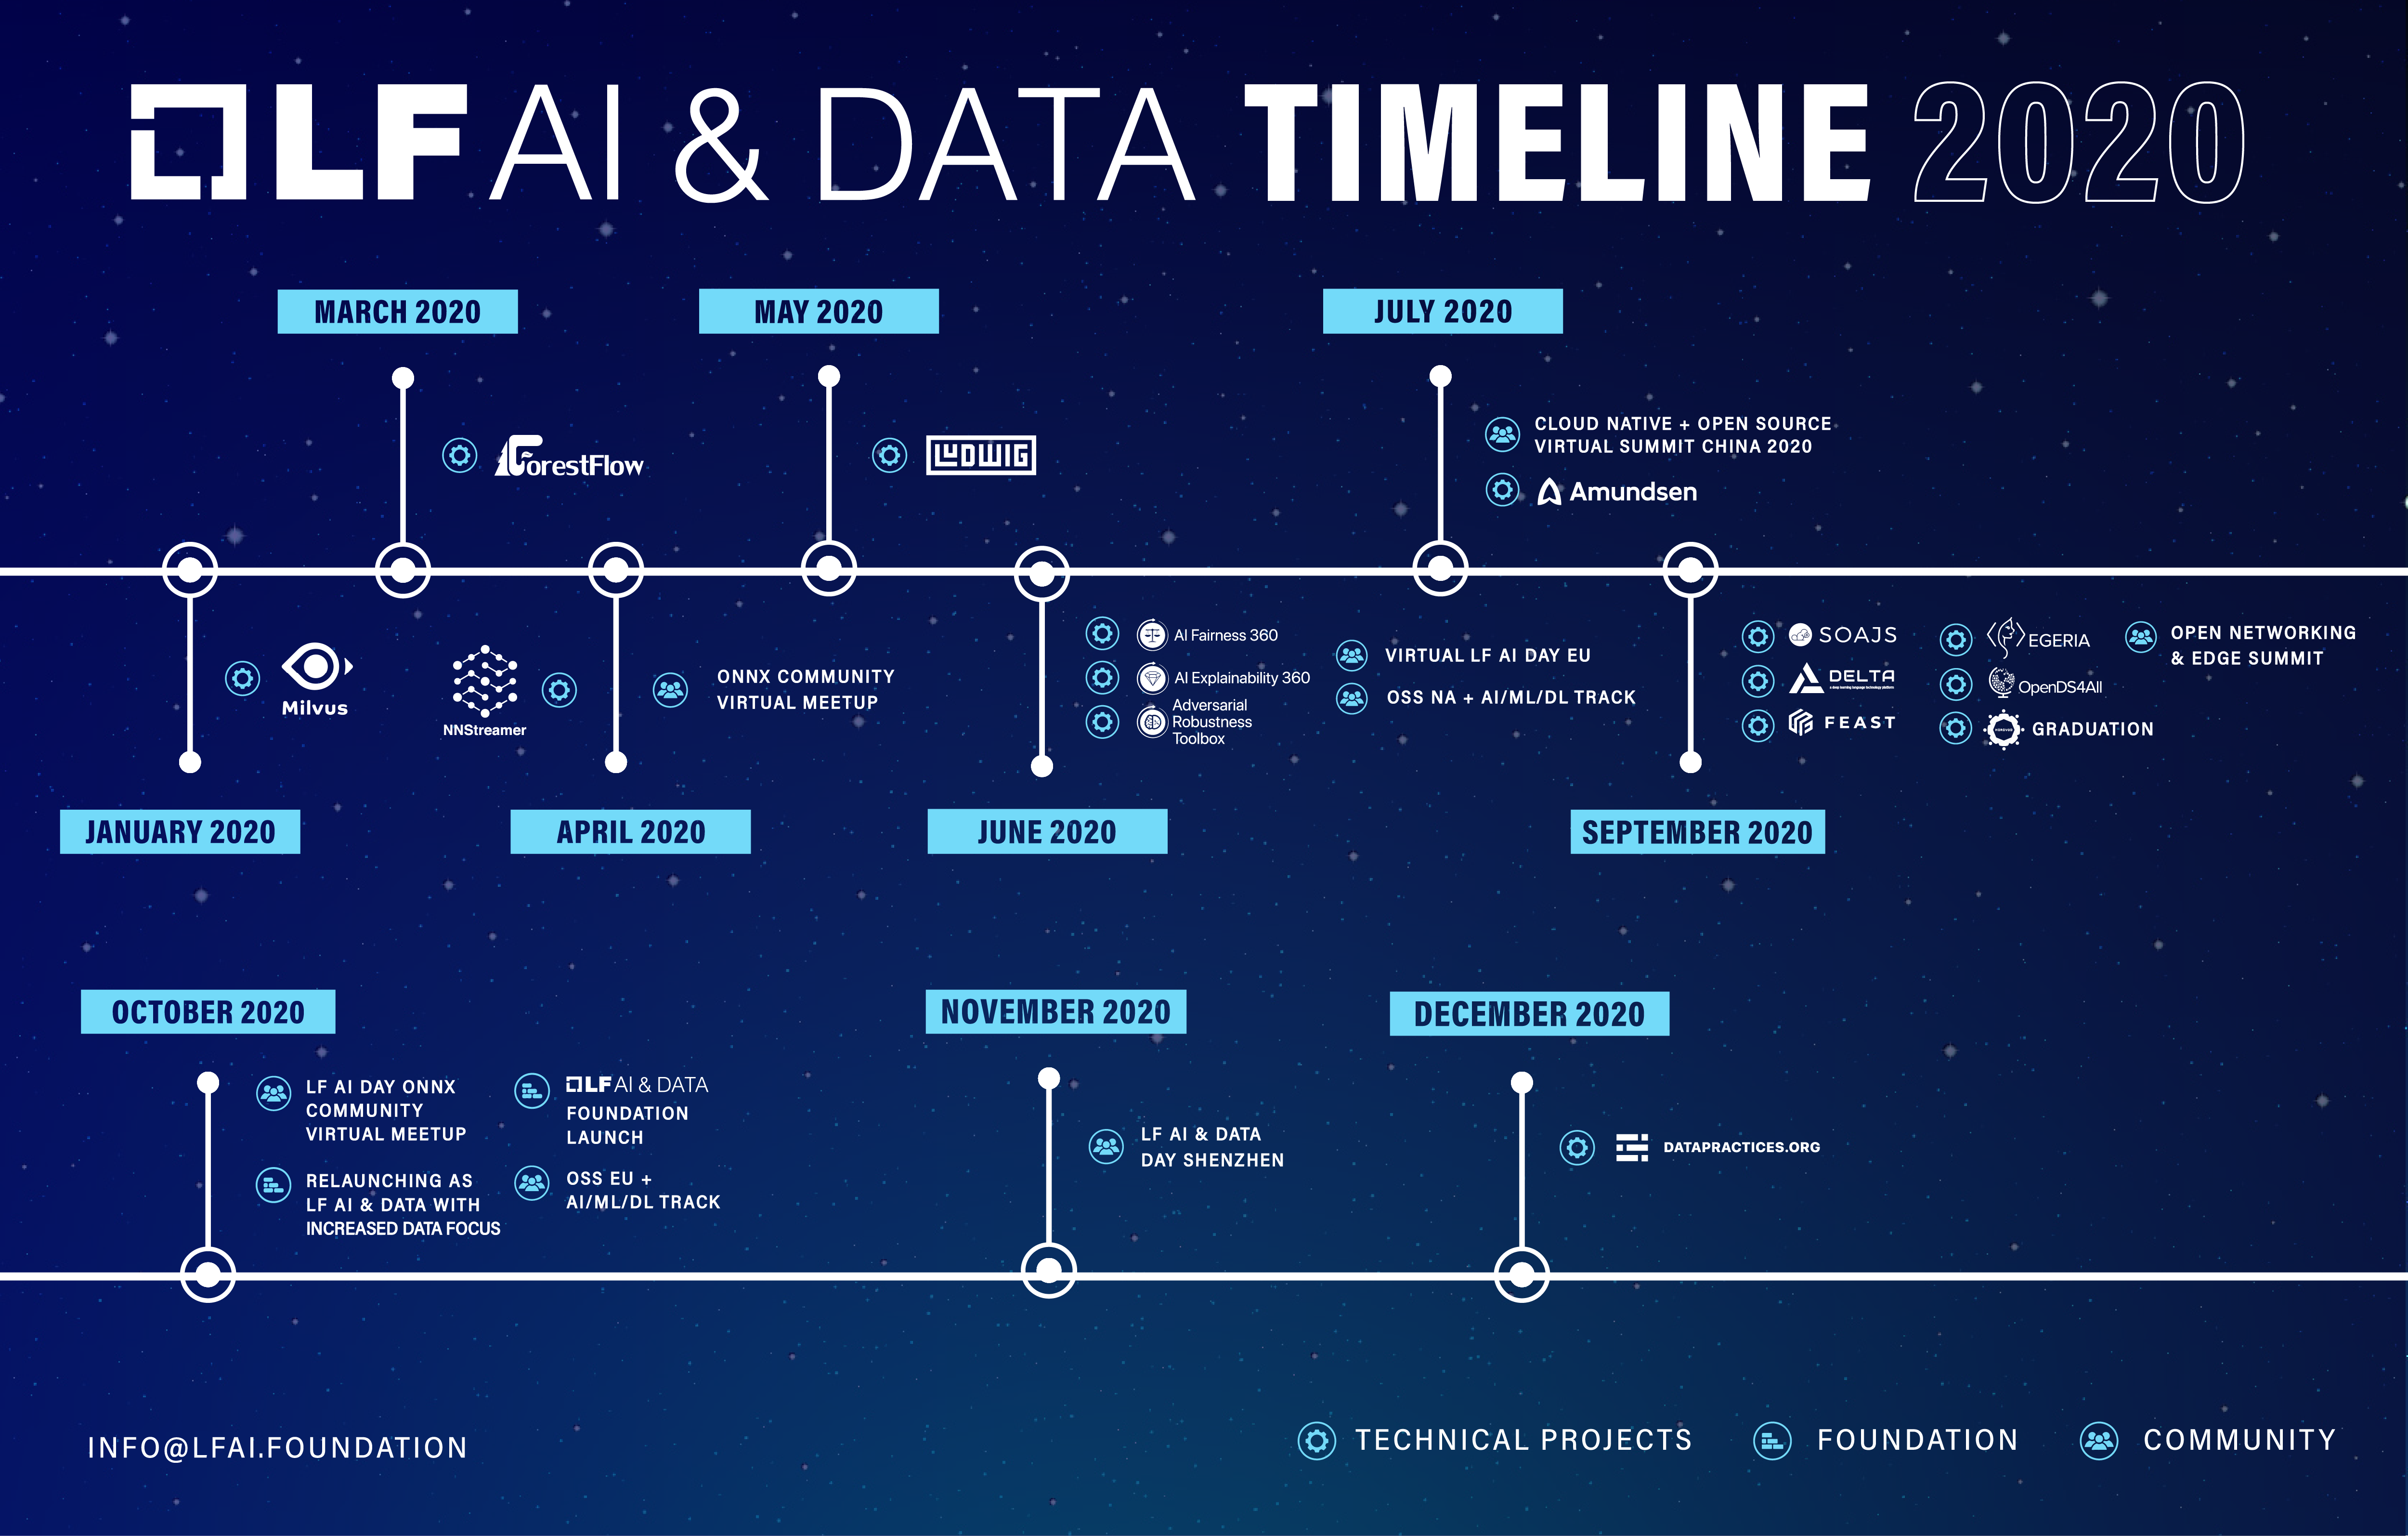 LF AI & DATA TIMELINE 2020
MARCH 2020
MAY 2020
JULY 2020
ForestFlow
LUDWIG
CLOUD NATIVE + OPEN SOURCE
VIRTUAL SUMMIT CHINA 2020
Amundsen
Milvus
NNStreamer
ONNX COMMUNITY
VIRTUAL MEETUP
AI Fairness 360
AI Explainability 360
Adversarial
Robustness
Toolbox
VIRTUAL LF AI DAY EU
OSS NA + AI/ML/DL TRACK
SOAJS
DELTA
a deep learning language technology platform
FEAST
EGERIA
OpenDS4All
GRADUATION
OPEN NETWORKING
& EDGE SUMMIT
JANUARY 2020
APRIL 2020
JUNE 2020
SEPTEMBER 2020
OCTOBER 2020
NOVEMBER 2020
DECEMBER 2020
LF AI DAY ONNX
COMMUNITY
VIRTUAL MEETUP
RELAUNCHING AS
LF AI & DATA WITH
INCREASED DATA FOCUS
LF AI & DATA
FOUNDATION
LAUNCH
OSS EU +
AI/ML/DL TRACK
LF AI & DATA
DAY SHENZHEN
DATAPRACTICES.ORG
INFO@LFAI.FOUNDATION
TECHNICAL PROJECTS
FOUNDATION
COMMUNITY